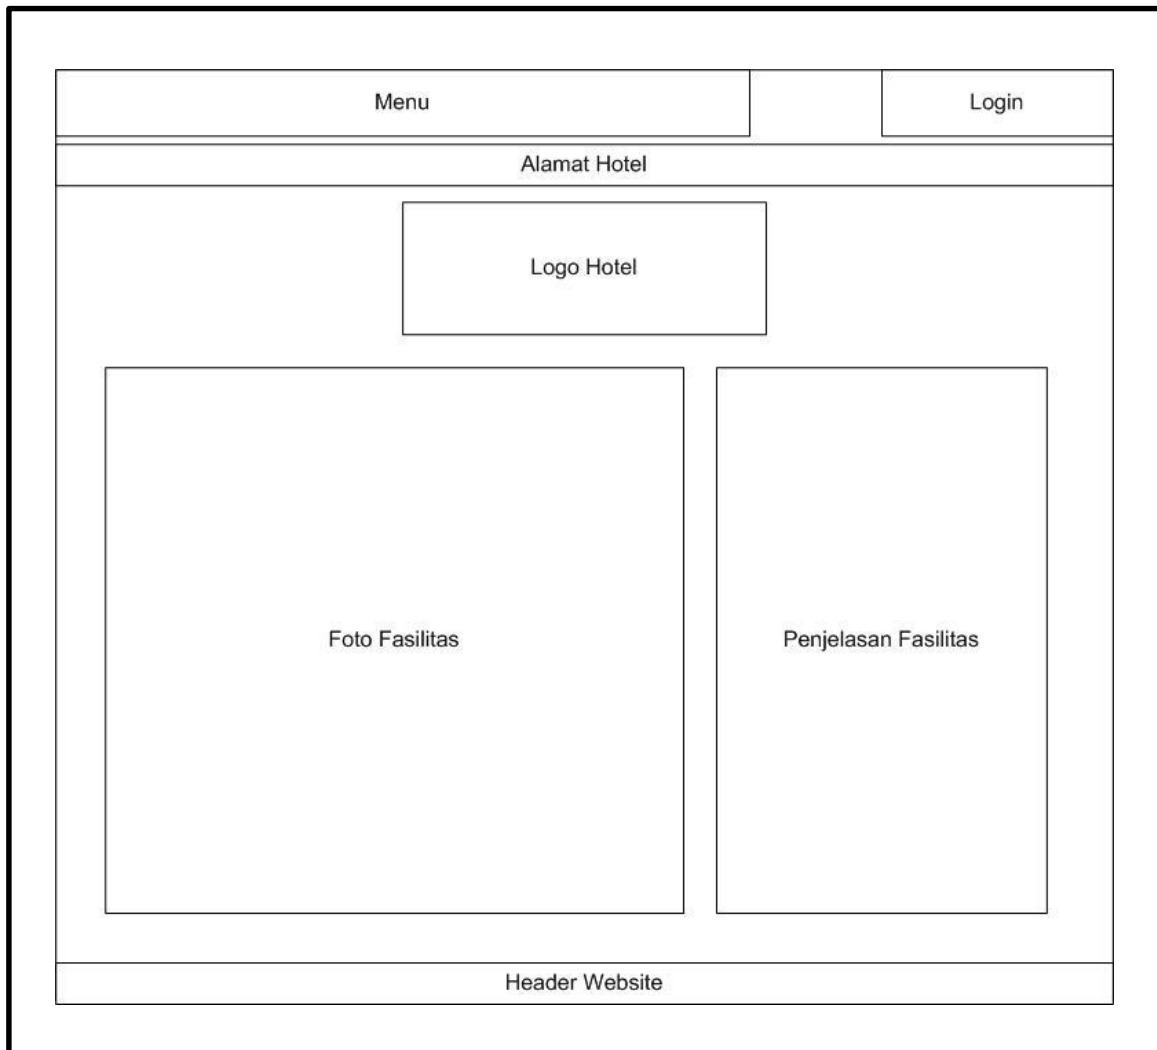 Menu
Login
Alamat Hotel
Logo Hotel
Foto Fasilitas
Penjelasan Fasilitas
Header Website